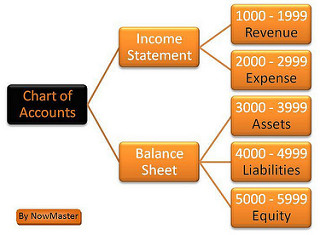 Chart of
Accounts
Income
Statement
1000 - 1999
Revenue
2000 - 2999
Expense
Balance
Sheet
3000 - 3999
Assets
4000 - 4999
Liabilities
5000 - 5999
Equity
By NowMaster